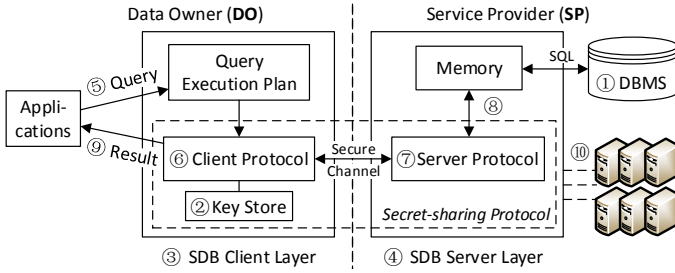 Data Owner (DO)
Service Provider (SP)
⑤ Query
Query
Execution Plan
Memory
SQL
① DBMS
Appli-
cations
⑧
⑨ Result
⑥ Client Protocol
Secure
Channel
⑦ Server Protocol
⑩
② Key Store
Secret-sharing Protocol
③ SDB Client Layer
④ SDB Server Layer